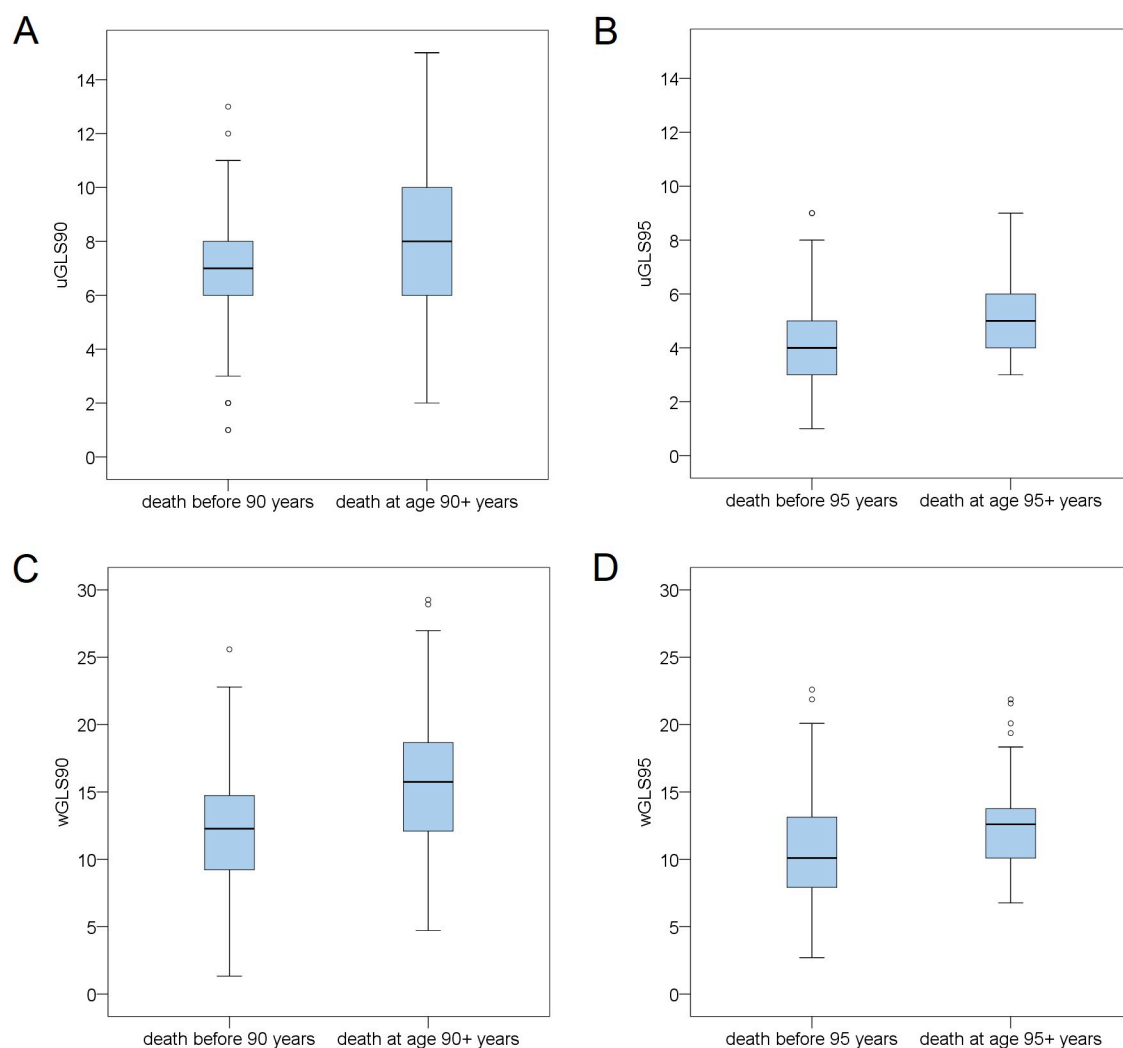 A
uGLS90
14
12
10
8
6
4
2
0
death before 90 years
death at age 90+ years
B
uGLS95
14
12
10
8
6
4
2
0
death before 95 years
death at age 95+ years
C
wGLS90
30
25
20
15
10
5
0
death before 90 years
death at age 90+ years
D
wGLS95
30
25
20
15
10
5
0
death before 95 years
death at age 95+ years